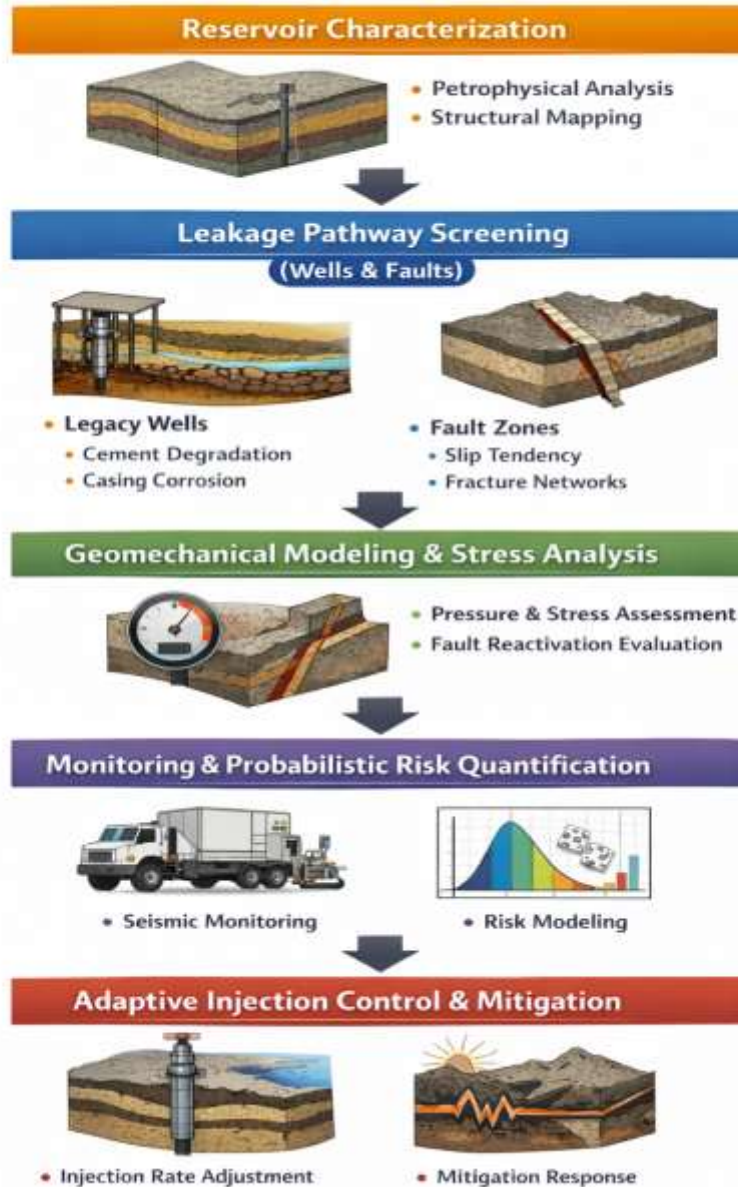 Reservoir Characterization
• Petrophysical Analysis
• Structural Mapping
Leakage Pathway Screening
(Wells & Faults)
• Legacy Wells
• Cement Degradation
• Casing Corrosion
• Fault Zones
• Slip Tendency
• Fracture Networks
Geomechanical Modeling & Stress Analysis
• Pressure & Stress Assessment
• Fault Reactivation Evaluation
Monitoring & Probabilistic Risk Quantification
• Seismic Monitoring
• Risk Modeling
Adaptive Injection Control & Mitigation
• Injection Rate Adjustment
• Mitigation Response